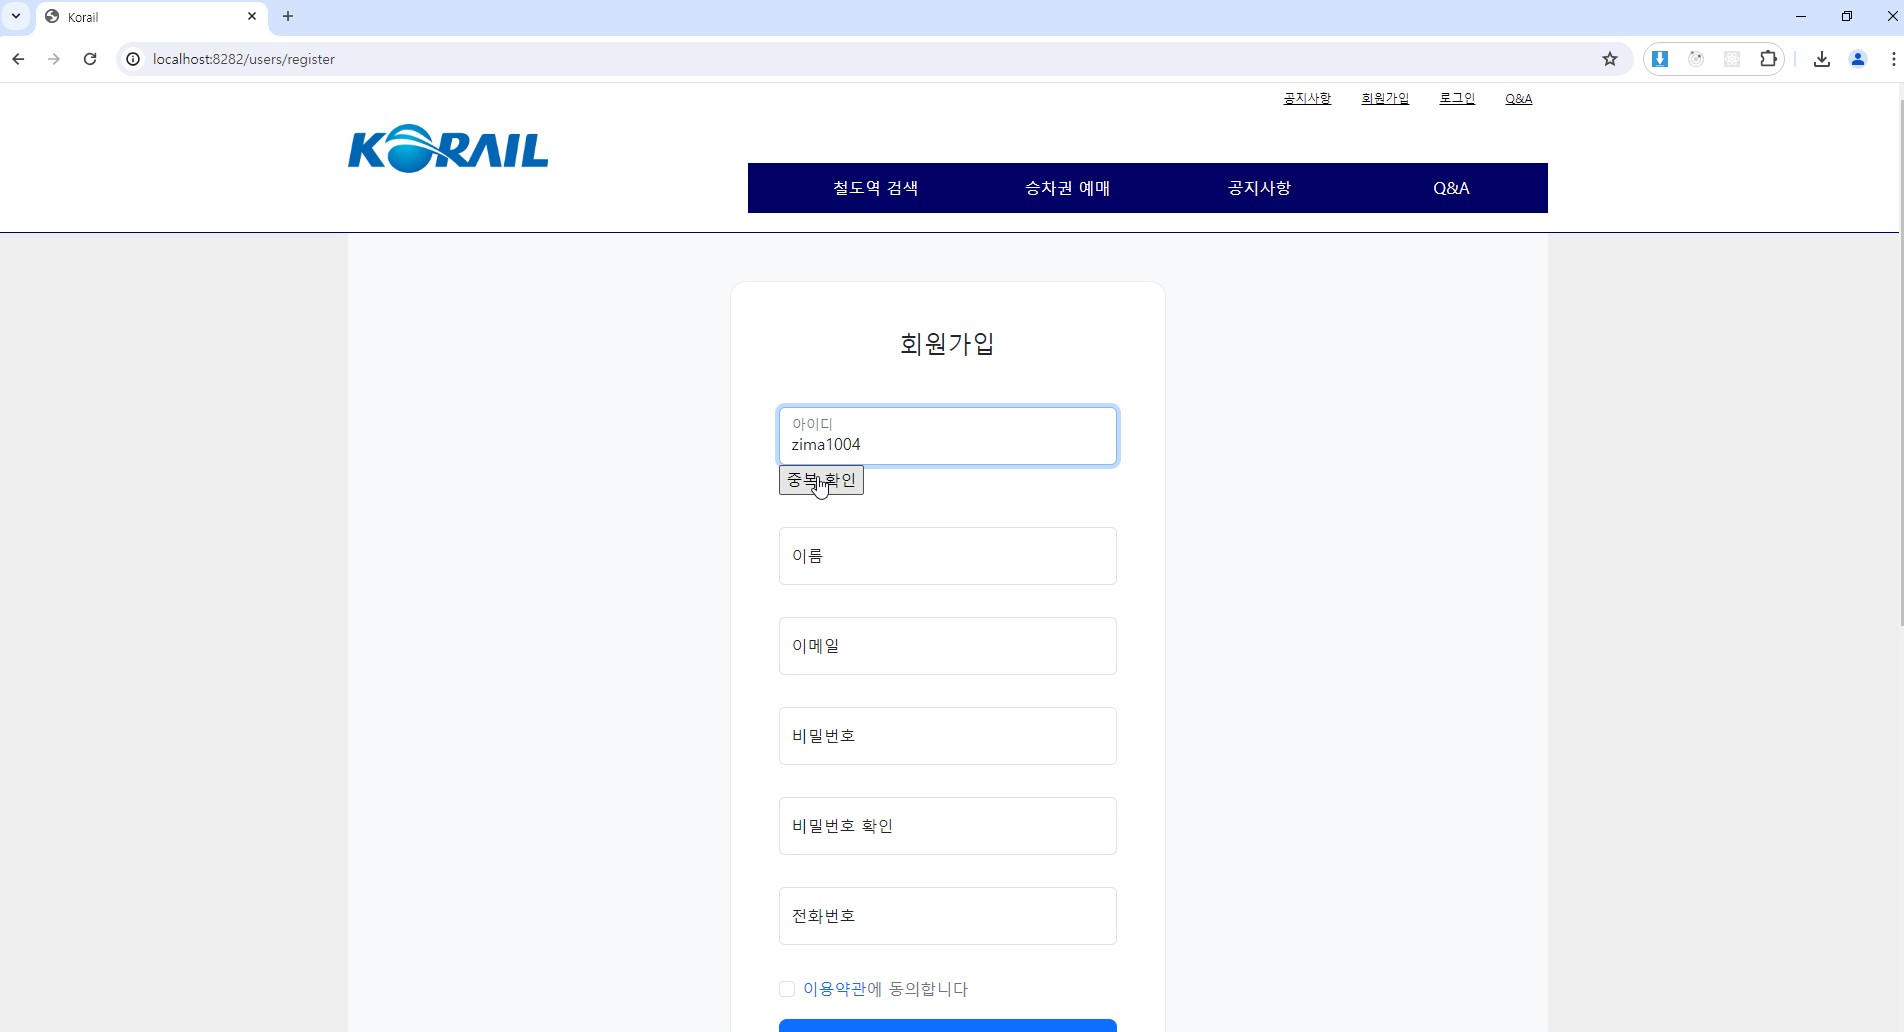 Korail
localhost:8282/users/register
공지사항 회원가입 로그인 Q&A
KORAIL
철도역 검색 승차권 예매 공지사항 Q&A
회원가입
아이디
zima1004
중복 확인
이름
이메일
비밀번호
비밀번호 확인
전화번호
이용약관에 동의합니다